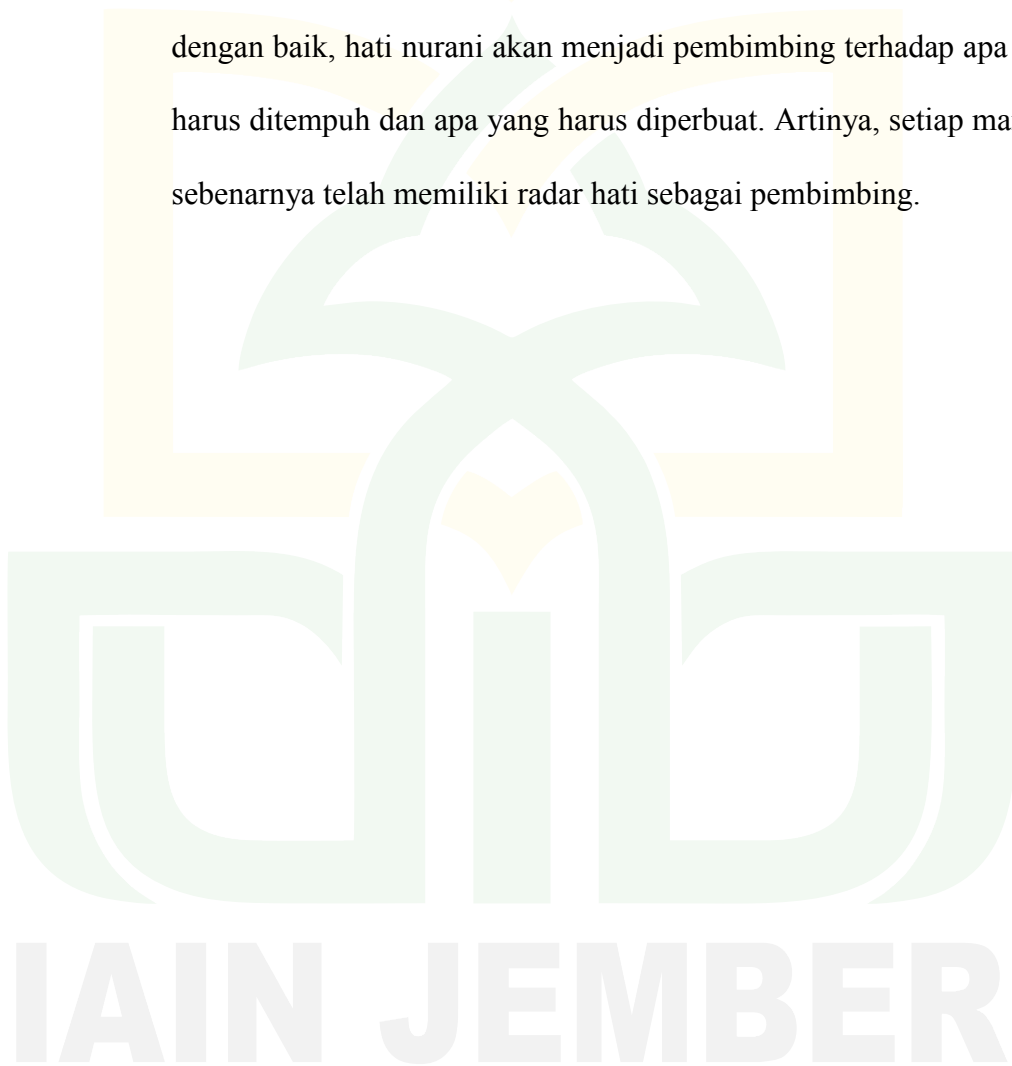 dengan baik, hati nurani akan menjadi pembimbing terhadap apa
harus ditempuh dan apa yang harus diperbuat. Artinya, setiap ma
sebenarnya telah memiliki radar hati sebagai pembimbing.
IAIN JEMBER